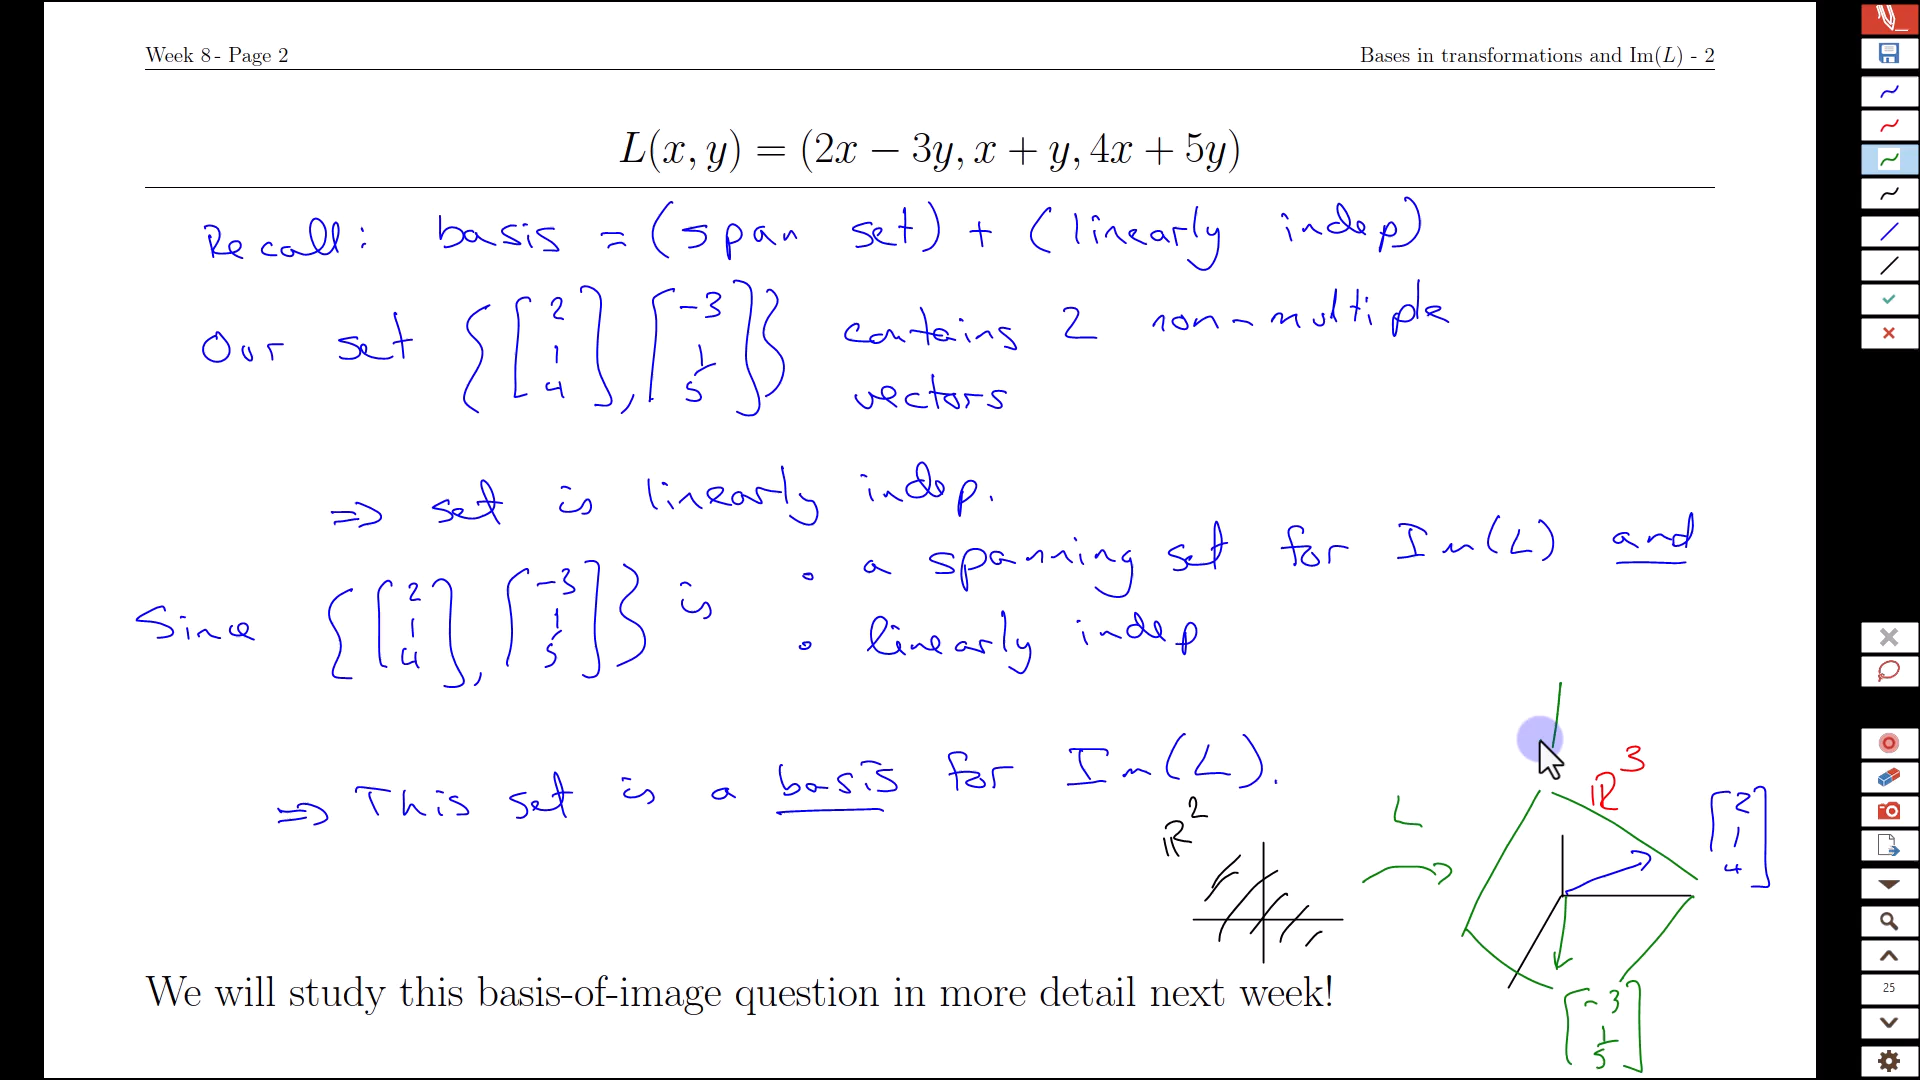 Week 8 - Page 2
Bases in transformations and Im(L) - 2
L(x, y) = (2x − 3y, x + y, 4x + 5y)
Recall: basis = (span set) + (linearly indep)
Our set {[2 1 4], [-3 1 5]} contains 2 non-multiple
vectors
⇒ set is linearly indep.
Since {[2 1 4], [-3 1 5]} is • a spanning set for Im(L) and
• linearly indep
⇒ This set is a basis for Im(L).
ℝ²
L
ℝ³
[2 1 4]
[-3 1 5]
We will study this basis-of-image question in more detail next week!
25